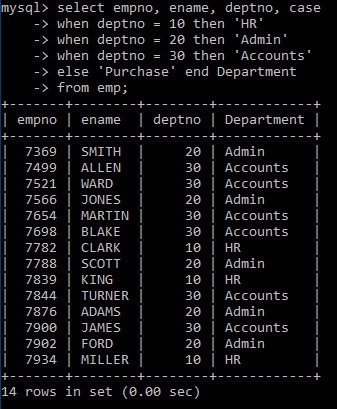 mysql> select empno, ename, deptno, case
    -> when deptno = 10 then 'HR'
    -> when deptno = 20 then 'Admin'
    -> when deptno = 30 then 'Accounts'
    -> else 'Purchase' end Department
    -> from emp;
+-------+--------+--------+------------+
| empno | ename  | deptno | Department |
+-------+--------+--------+------------+
|  7369 | SMITH  |     20 | Admin      |
|  7499 | ALLEN  |     30 | Accounts   |
|  7521 | WARD   |     30 | Accounts   |
|  7566 | JONES  |     20 | Admin      |
|  7654 | MARTIN |     30 | Accounts   |
|  7698 | BLAKE  |     30 | Accounts   |
|  7782 | CLARK  |     10 | HR         |
|  7788 | SCOTT  |     20 | Admin      |
|  7839 | KING   |     10 | HR         |
|  7844 | TURNER |     30 | Accounts   |
|  7876 | ADAMS  |     20 | Admin      |
|  7900 | JAMES  |     30 | Accounts   |
|  7902 | FORD   |     20 | Admin      |
|  7934 | MILLER |     10 | HR         |
+-------+--------+--------+------------+
14 rows in set (0.00 sec)